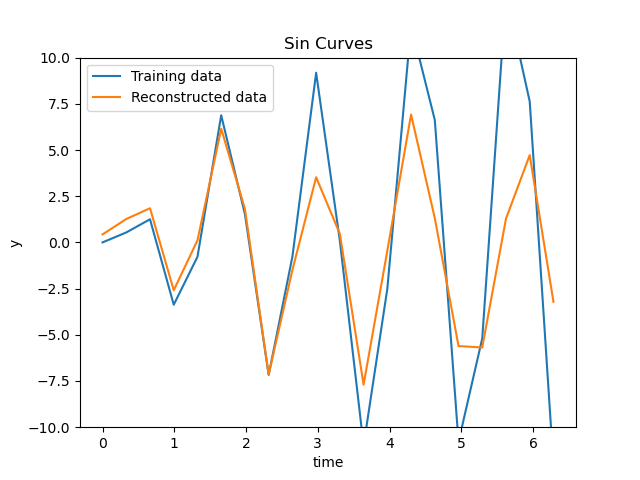 Sin Curves
Training data
Reconstructed data
10.0
7.5
5.0
2.5
0.0
−2.5
−5.0
−7.5
−10.0
y
0 1 2 3 4 5 6
time